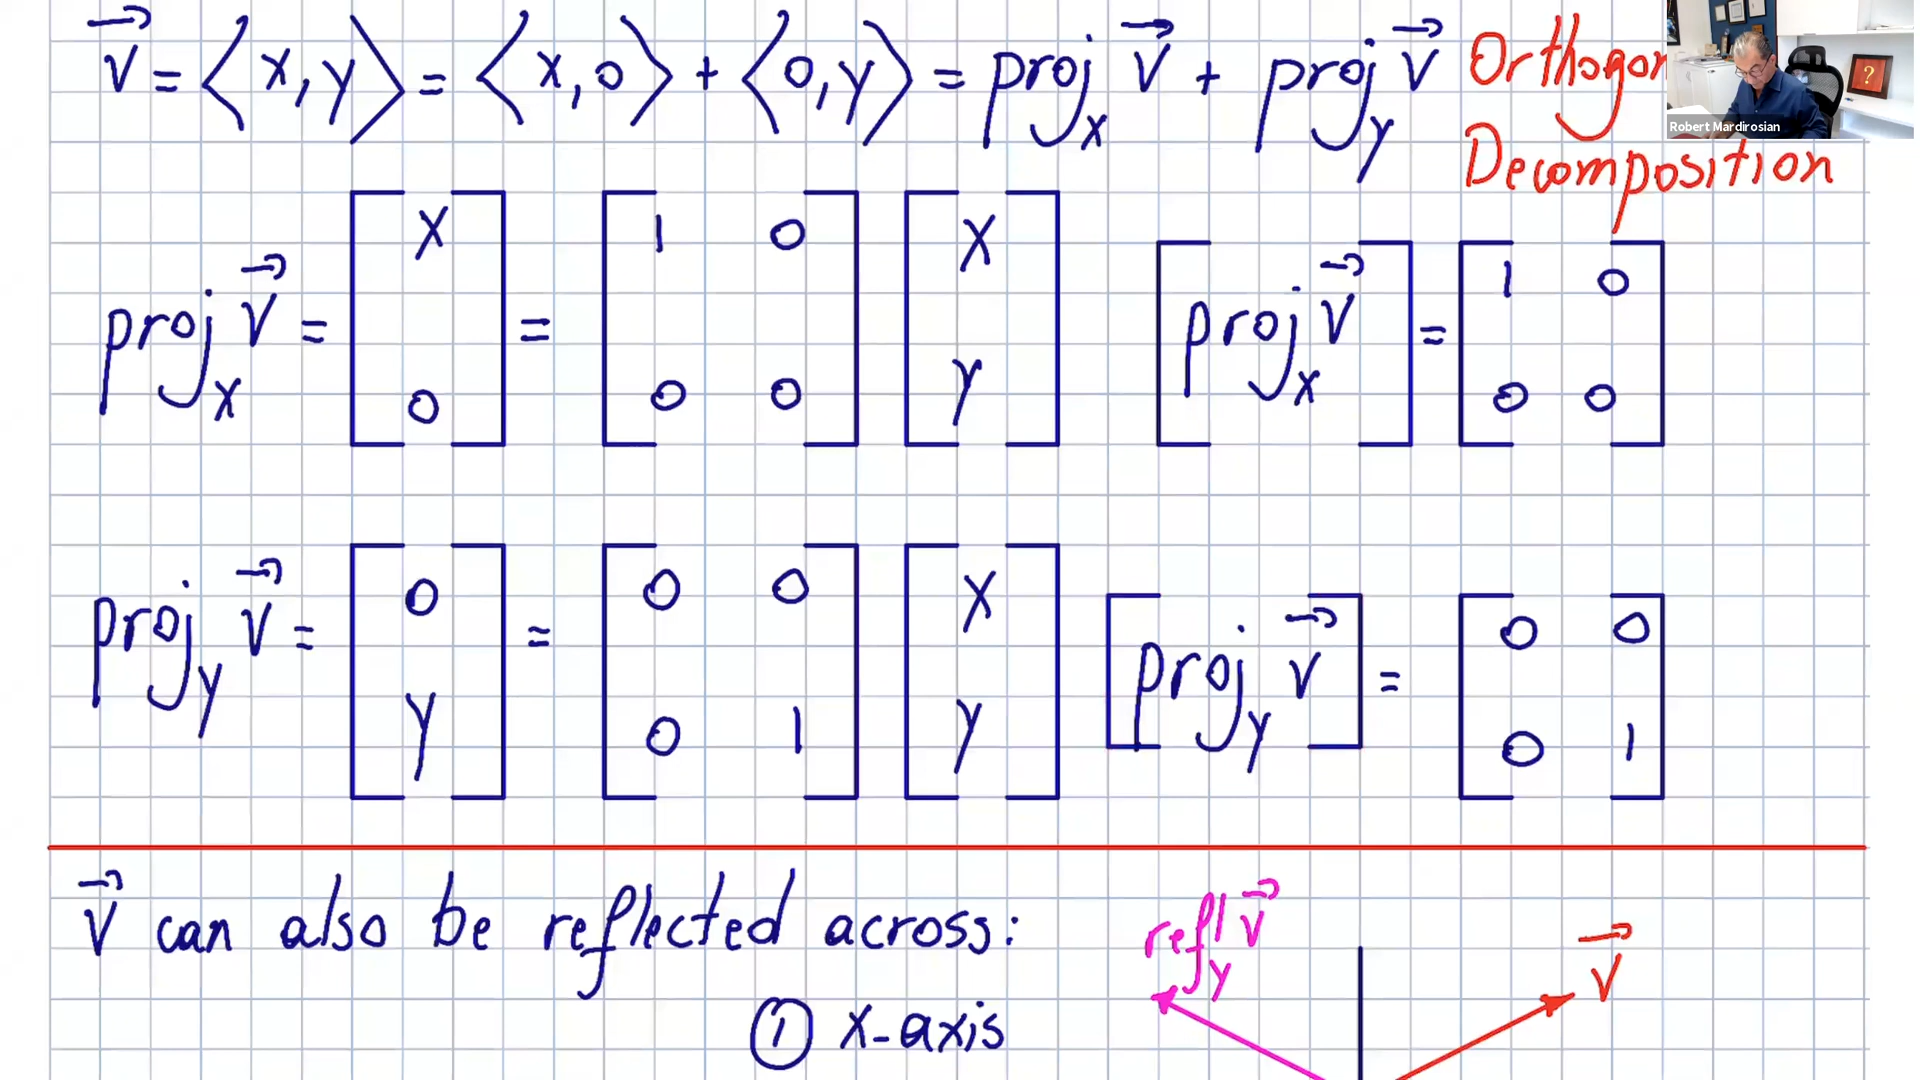 v⃗ = ⟨x, y⟩ = ⟨x, 0⟩ + ⟨0, y⟩ = proj_x v⃗ + proj_y v⃗
Decomposition
?
Robert Mardirosian
proj_x v⃗ = [x; 0] = [1 0; 0 0] [x; y] [proj_x v⃗] = [1 0; 0 0]
proj_y v⃗ = [0; y] = [0 0; 0 1] [x; y] [proj_y v⃗] = [0 0; 0 1]
v⃗ can also be reflected across:
① x-axis
refl_y v⃗
v⃗